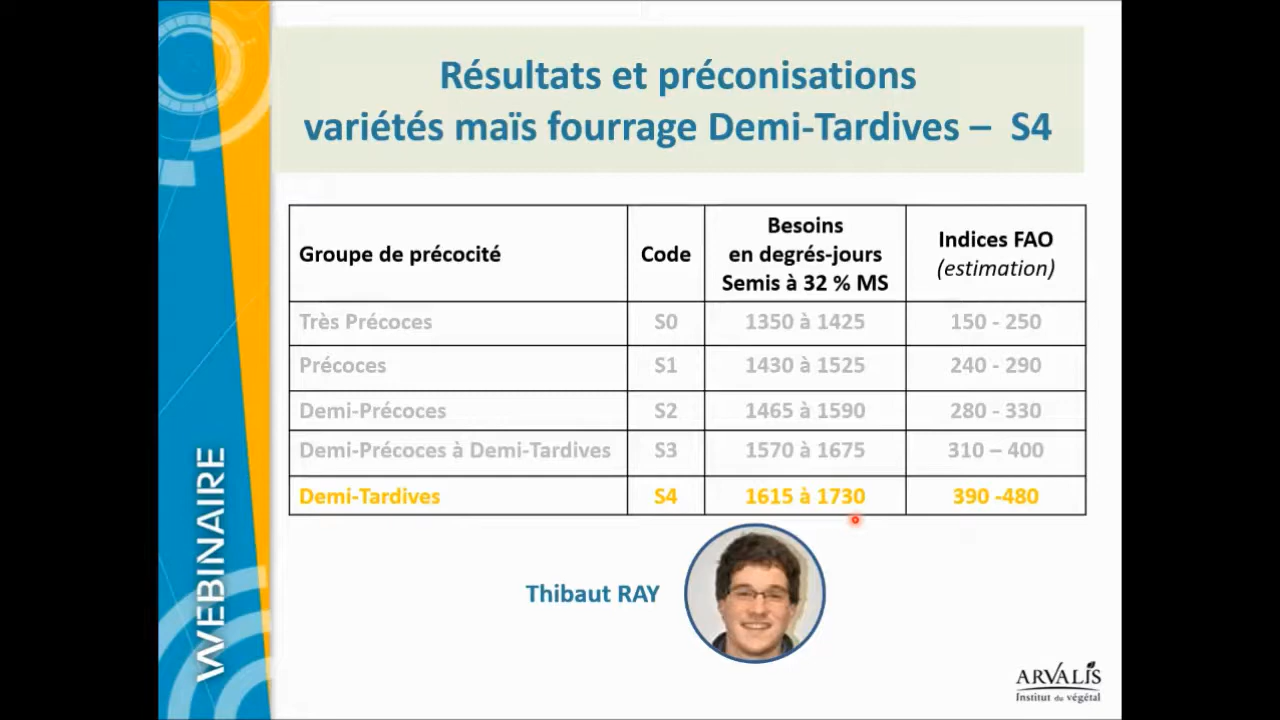 Résultats et préconisations
variétés maïs fourrage Demi-Tardives – S4
Groupe de précocité
Code
Besoins
en degrés-jours
Semis à 32 % MS
Indices FAO
(estimation)
Très Précoces S0 1350 à 1425 150 - 250
Précoces S1 1430 à 1525 240 - 290
Demi-Précoces S2 1465 à 1590 280 - 330
Demi-Précoces à Demi-Tardives S3 1570 à 1675 310 – 400
Demi-Tardives S4 1615 à 1730 390 -480
Thibaut RAY
WEBINAIRE
ARVALIS
Institut du végétal